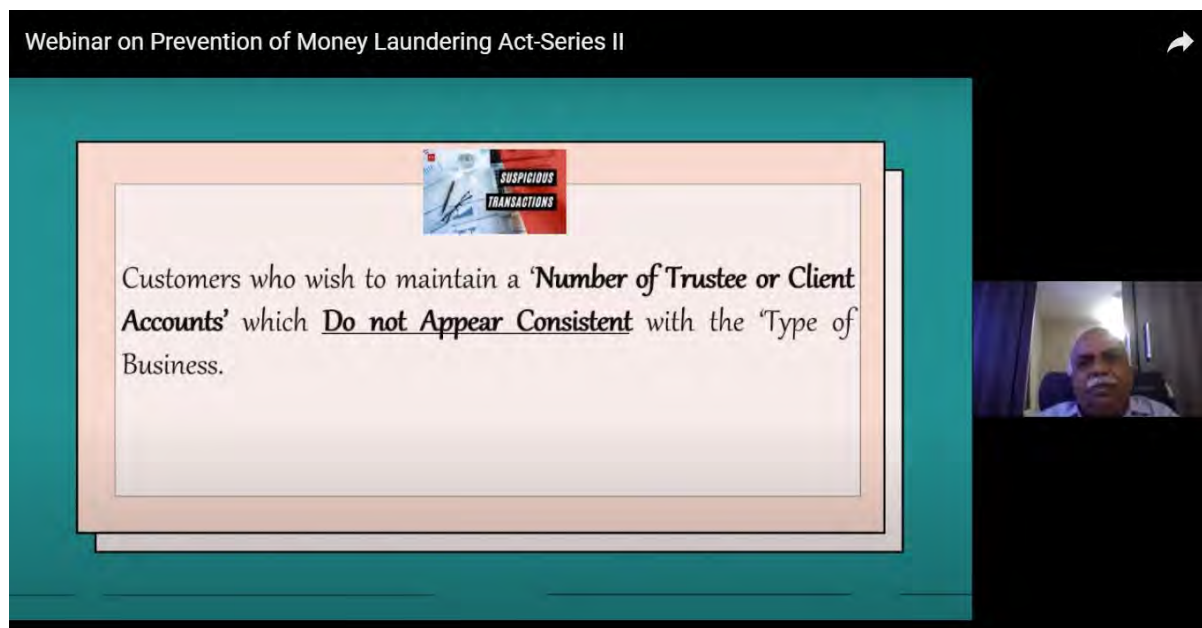 Webinar on Prevention of Money Laundering Act-Series II
SUSPICIOUS
TRANSACTIONS
Customers who wish to maintain a ‘Number of Trustee or Client
Accounts’ which Do not Appear Consistent with the ‘Type of
Business.